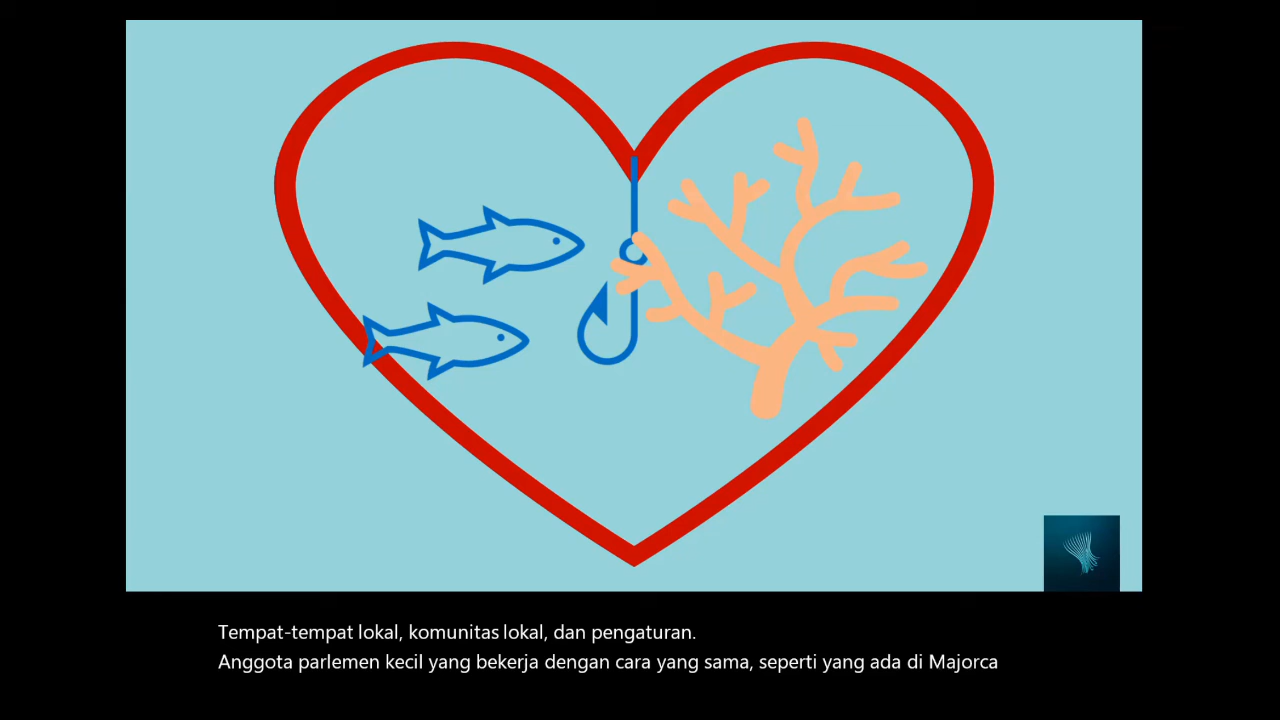 Tempat-tempat lokal, komunitas lokal, dan pengaturan.
Anggota parlemen kecil yang bekerja dengan cara yang sama, seperti yang ada di Majorca